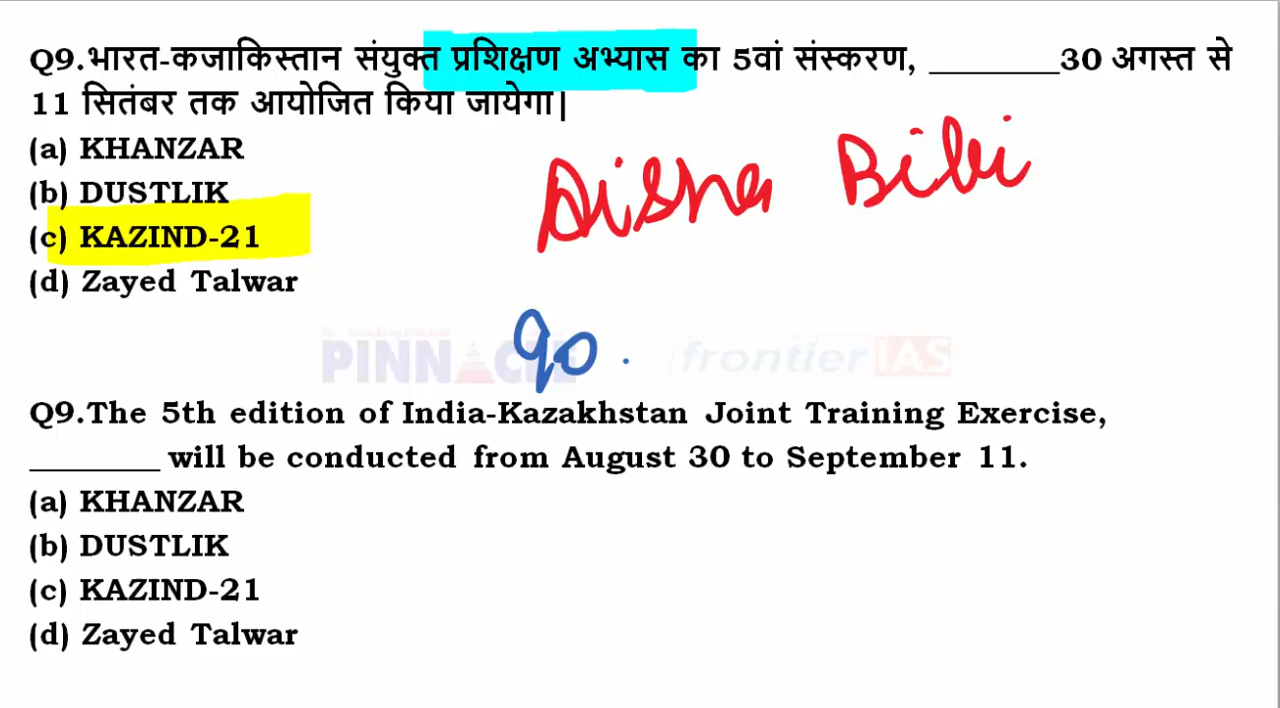 Q9.भारत-कजाकिस्तान संयुक्त प्रशिक्षण अभ्यास का 5वां संस्करण, ________30 अगस्त से
11 सितंबर तक आयोजित किया जायेगा|
(a) KHANZAR
(b) DUSTLIK
(c) KAZIND-21
(d) Zayed Talwar
Disha Bibi
90.
PINNACLE frontier IAS
Q9.The 5th edition of India-Kazakhstan Joint Training Exercise,
________ will be conducted from August 30 to September 11.
(a) KHANZAR
(b) DUSTLIK
(c) KAZIND-21
(d) Zayed Talwar